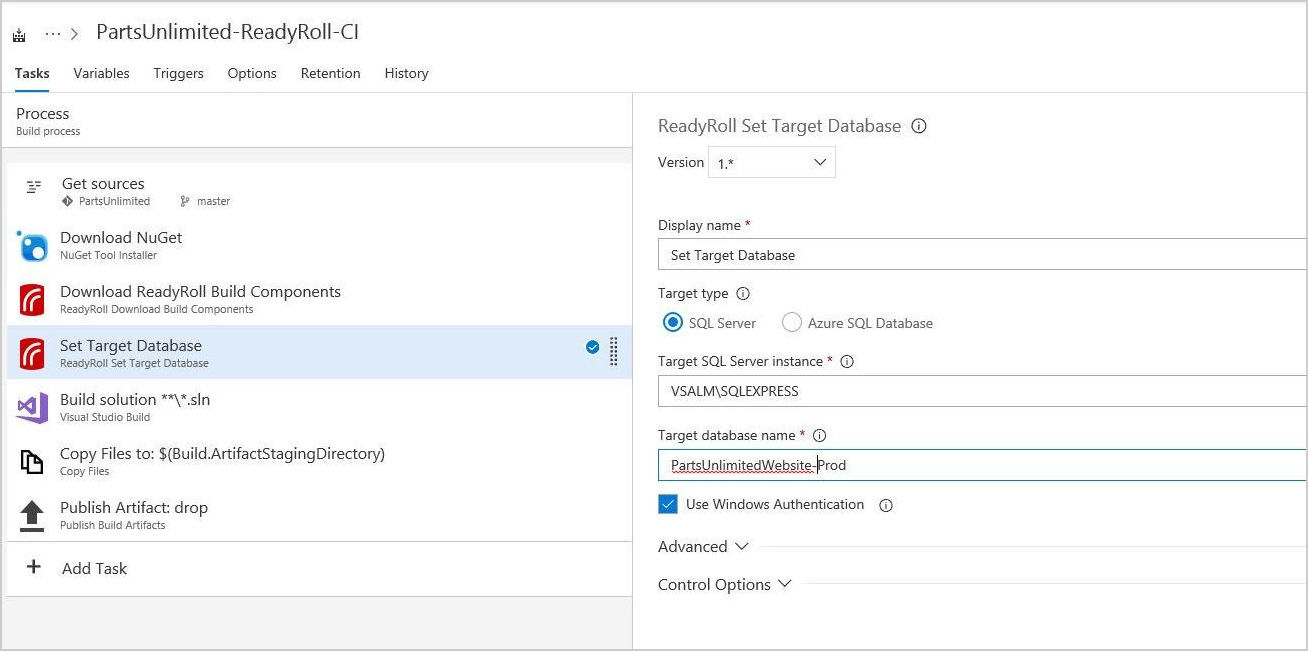 ··· > PartsUnlimited-ReadyRoll-CI
Tasks Variables Triggers Options Retention History
Process
Build process
Get sources
PartsUnlimited master
Download NuGet
NuGet Tool Installer
Download ReadyRoll Build Components
ReadyRoll Download Build Components
Set Target Database
ReadyRoll Set Target Database
Build solution **\*.sln
Visual Studio Build
Copy Files to: $(Build.ArtifactStagingDirectory)
Copy Files
Publish Artifact: drop
Publish Build Artifacts
+ Add Task
ReadyRoll Set Target Database
Version 1.*
Display name *
Set Target Database
Target type
SQL Server Azure SQL Database
Target SQL Server instance *
VSALM\SQLEXPRESS
Target database name *
PartsUnlimitedWebsite-Prod
Use Windows Authentication
Advanced
Control Options